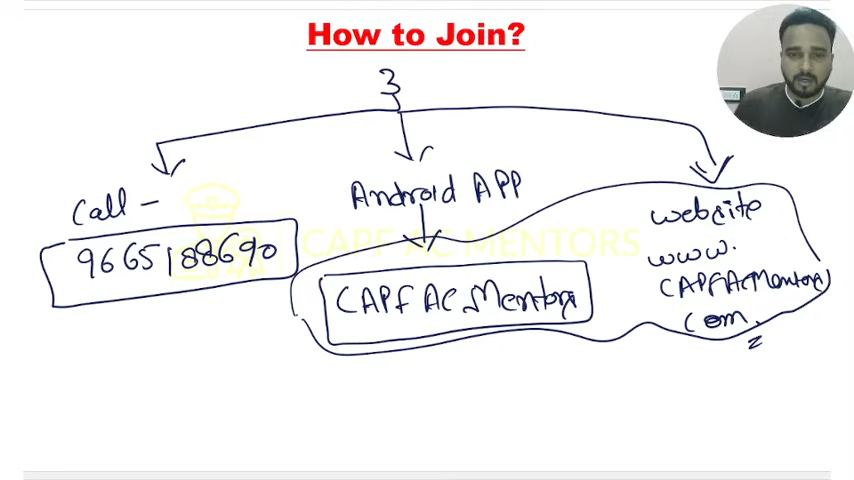 How to Join?
3
Call -
9665188690
Android APP
CAPF AC Mentors
website
www.
CAPFACMentors
com.
CAPF AC MENTORS